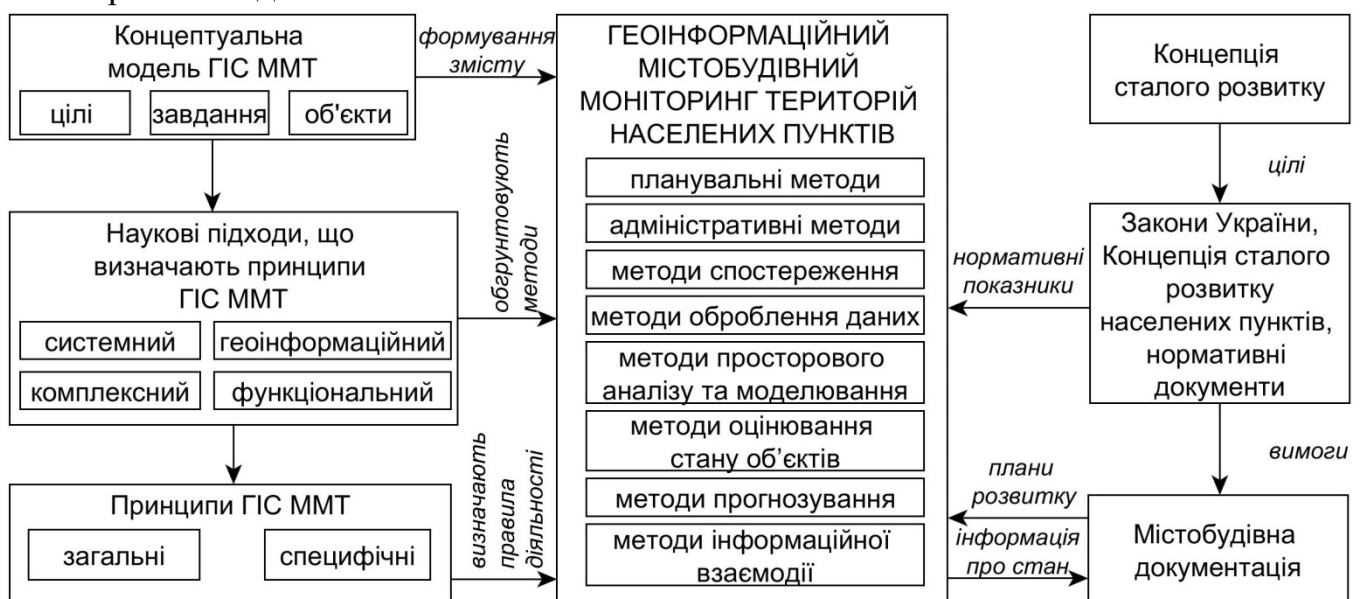 Концептуальна
модель ГІС ММТ
цілі
завдання
об'єкти
формування
змісту
Наукові підходи, що
визначають принципи
ГІС ММТ
системний
геоінформаційний
комплексний
функціональний
обгрунтовують
методи
Принципи ГІС ММТ
загальні
специфічні
визначають
правила
діяльності
ГЕОІНФОРМАЦІЙНИЙ
МІСТОБУДІВНИЙ
МОНІТОРИНГ ТЕРИТОРІЙ
НАСЕЛЕНИХ ПУНКТІВ
планувальні методи
адміністративні методи
методи спостереження
методи оброблення даних
методи просторового
аналізу та моделювання
методи оцінювання
стану об’єктів
методи прогнозування
методи інформаційної
взаємодії
Концепція
сталого розвитку
цілі
нормативні
показники
Закони України,
Концепція сталого
розвитку
населених пунктів,
нормативні
документи
вимоги
плани
розвитку
інформація
про стан
Містобудівна
документація